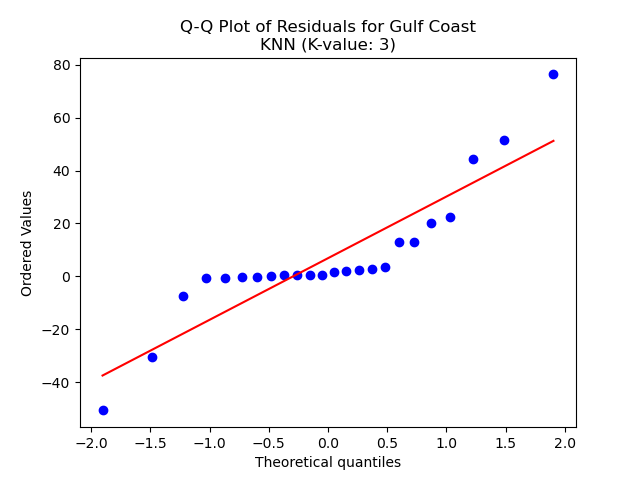 Q-Q Plot of Residuals for Gulf Coast
KNN (K-value: 3)
80
60
40
20
0
−20
−40
Ordered Values
−2.0 −1.5 −1.0 −0.5 0.0 0.5 1.0 1.5 2.0
Theoretical quantiles